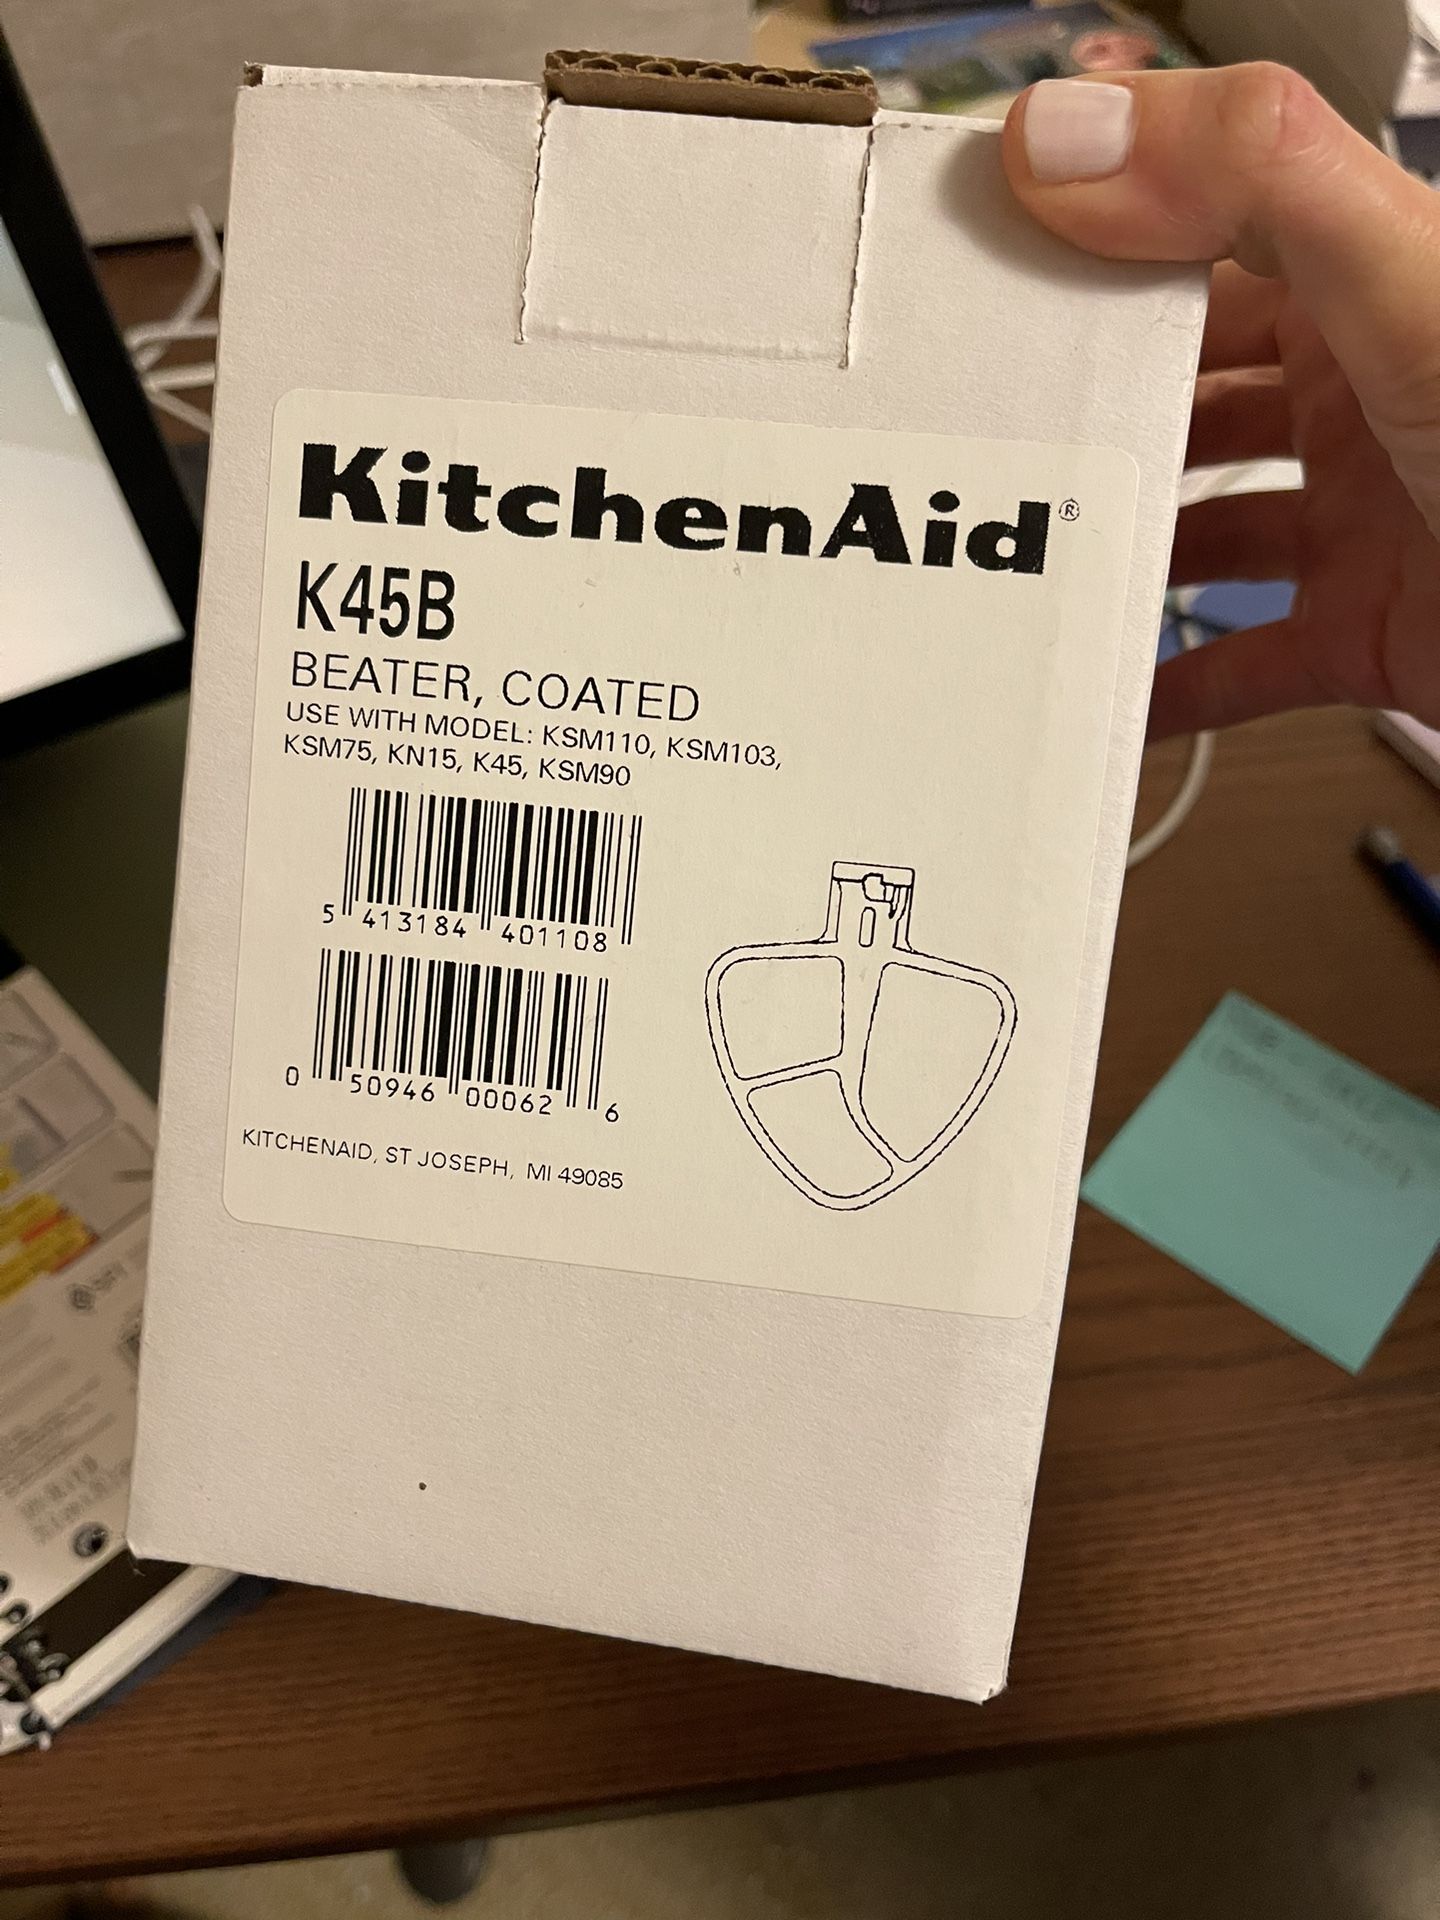 KitchenAid®
K45B
BEATER, COATED
USE WITH MODEL: KSM110, KSM103,
KSM75, KN15, K45, KSM90
5 413184 401108
0 50946 00062 6
KITCHENAID, ST JOSEPH, MI 49085